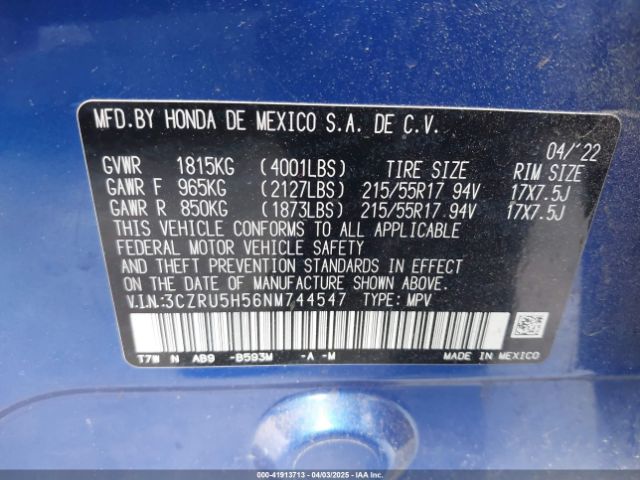 MFD.BY HONDA DE MEXICO S.A. DE C.V.
04/'22
GVWR 1815KG (4001LBS) TIRE SIZE RIM SIZE
GAWR F 965KG (2127LBS) 215/55R17 94V 17X7.5J
GAWR R 850KG (1873LBS) 215/55R17 94V 17X7.5J
THIS VEHICLE CONFORMS TO ALL APPLICABLE
FEDERAL MOTOR VEHICLE SAFETY
AND THEFT PREVENTION STANDARDS IN EFFECT
ON THE DATE OF MANUFACTURE SHOWN ABOVE.
V.I.N.:3CZRU5H56NM744547 TYPE: MPV
T7W N AB9 -B593M -A -M MADE IN MEXICO
000-41913713 - 04/03/2025 - IAA Inc.